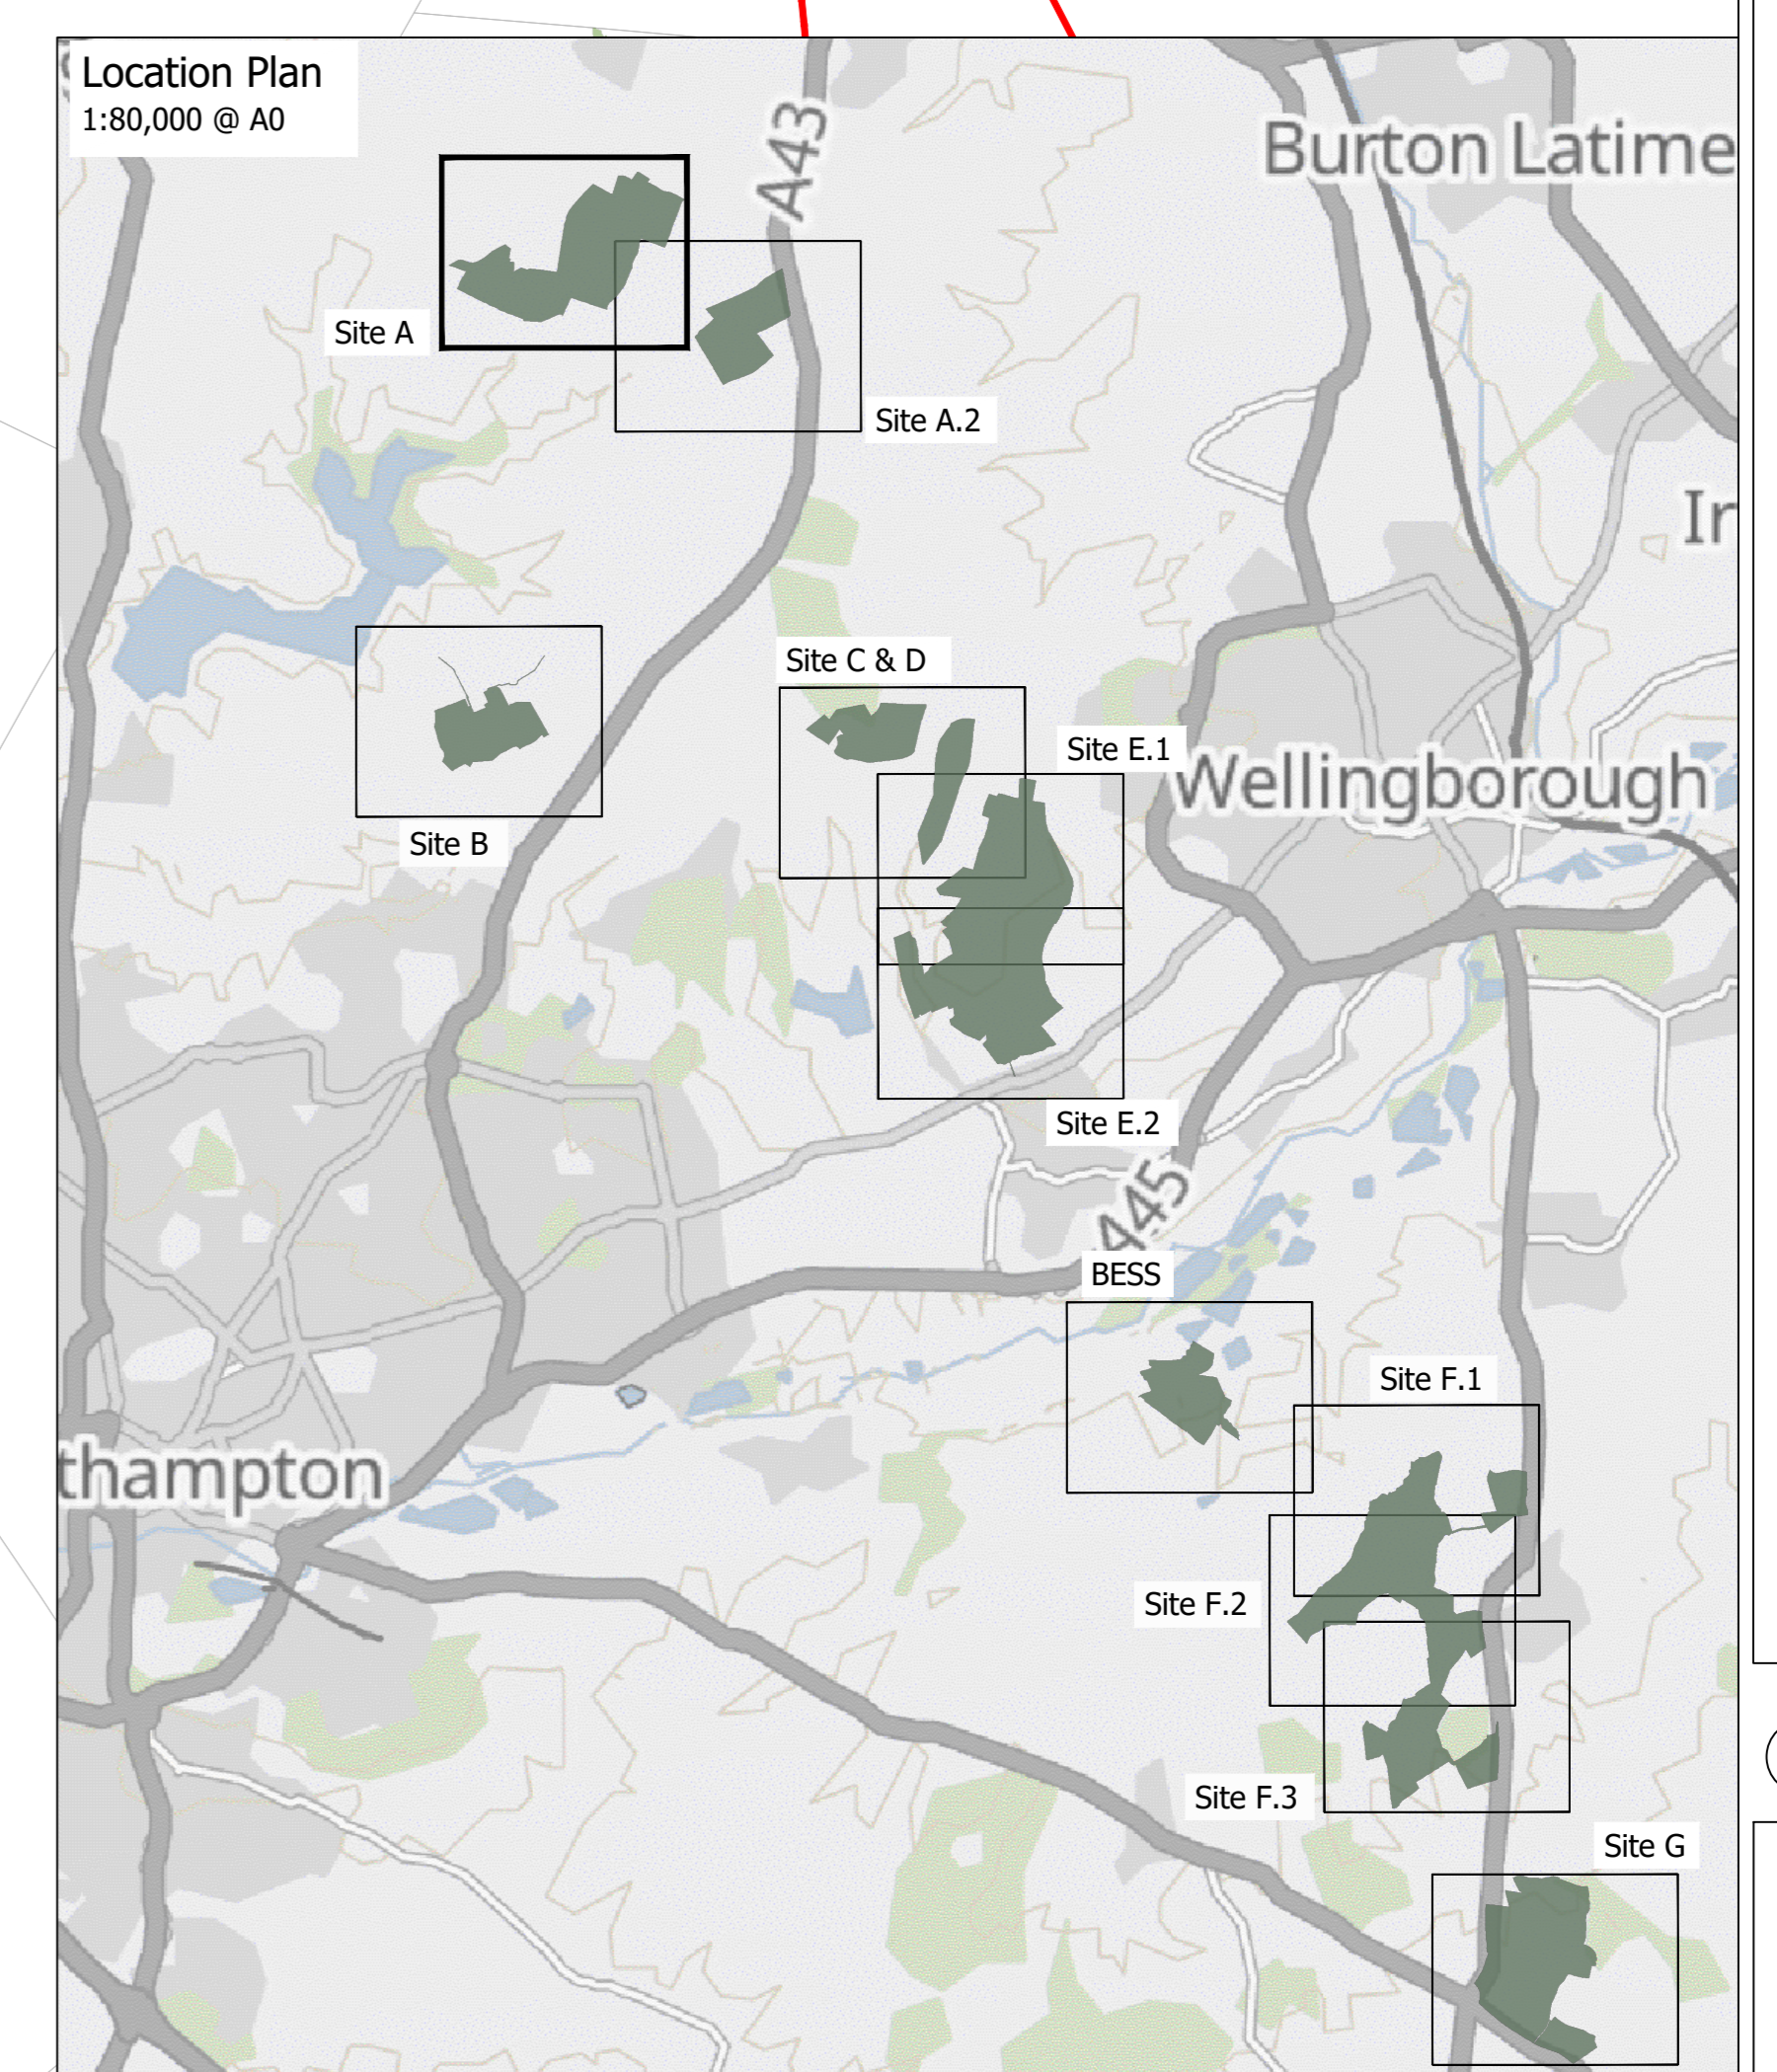 Location Plan
1:80,000 @ A0
A43
Burton Latime
Site A
Site A.2
Ir
Site C & D
Site E.1
Wellingborough
Site B
Site E.2
A45
BESS
Site F.1
thampton
Site F.2
Site F.3
Site G